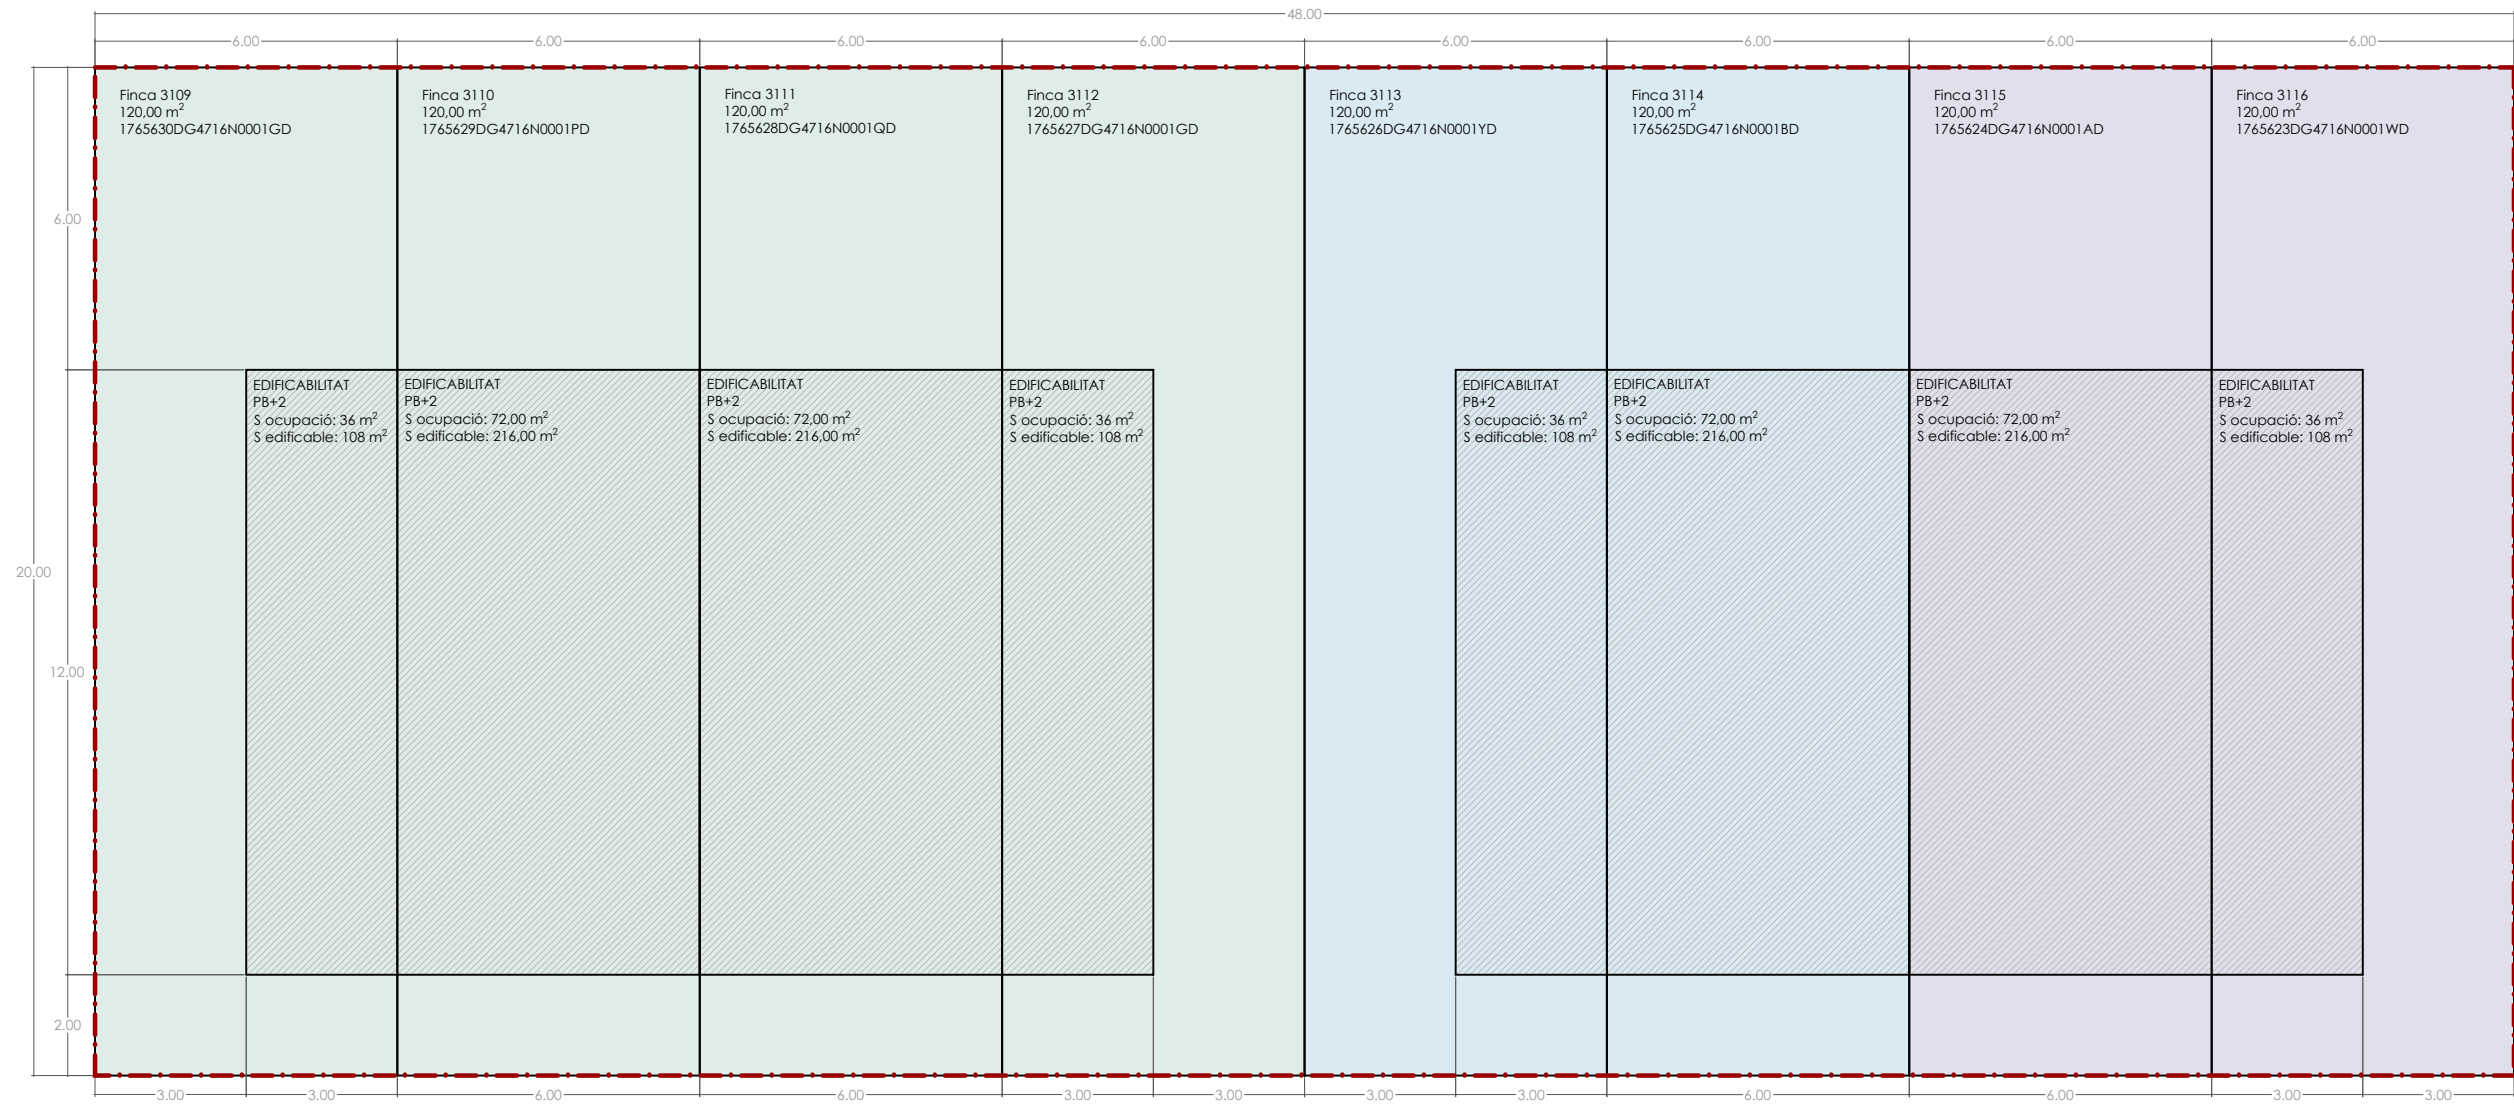 48.00
6.00 6.00 6.00 6.00 6.00 6.00 6.00 6.00
Finca 3109
120,00 m²
1765630DG4716N0001GD
Finca 3110
120,00 m²
1765629DG4716N0001PD
Finca 3111
120,00 m²
1765628DG4716N0001QD
Finca 3112
120,00 m²
1765627DG4716N0001GD
Finca 3113
120,00 m²
1765626DG4716N0001YD
Finca 3114
120,00 m²
1765625DG4716N0001BD
Finca 3115
120,00 m²
1765624DG4716N0001AD
Finca 3116
120,00 m²
1765623DG4716N0001WD
6.00
EDIFICABILITAT
PB+2
S ocupació: 36 m²
S edificable: 108 m²
EDIFICABILITAT
PB+2
S ocupació: 72,00 m²
S edificable: 216,00 m²
EDIFICABILITAT
PB+2
S ocupació: 72,00 m²
S edificable: 216,00 m²
EDIFICABILITAT
PB+2
S ocupació: 36 m²
S edificable: 108 m²
EDIFICABILITAT
PB+2
S ocupació: 36 m²
S edificable: 108 m²
EDIFICABILITAT
PB+2
S ocupació: 72,00 m²
S edificable: 216,00 m²
EDIFICABILITAT
PB+2
S ocupació: 72,00 m²
S edificable: 216,00 m²
EDIFICABILITAT
PB+2
S ocupació: 36 m²
S edificable: 108 m²
20.00
12.00
2.00
3.00 3.00 6.00 6.00 3.00 3.00 3.00 3.00 6.00 6.00 3.00 3.00